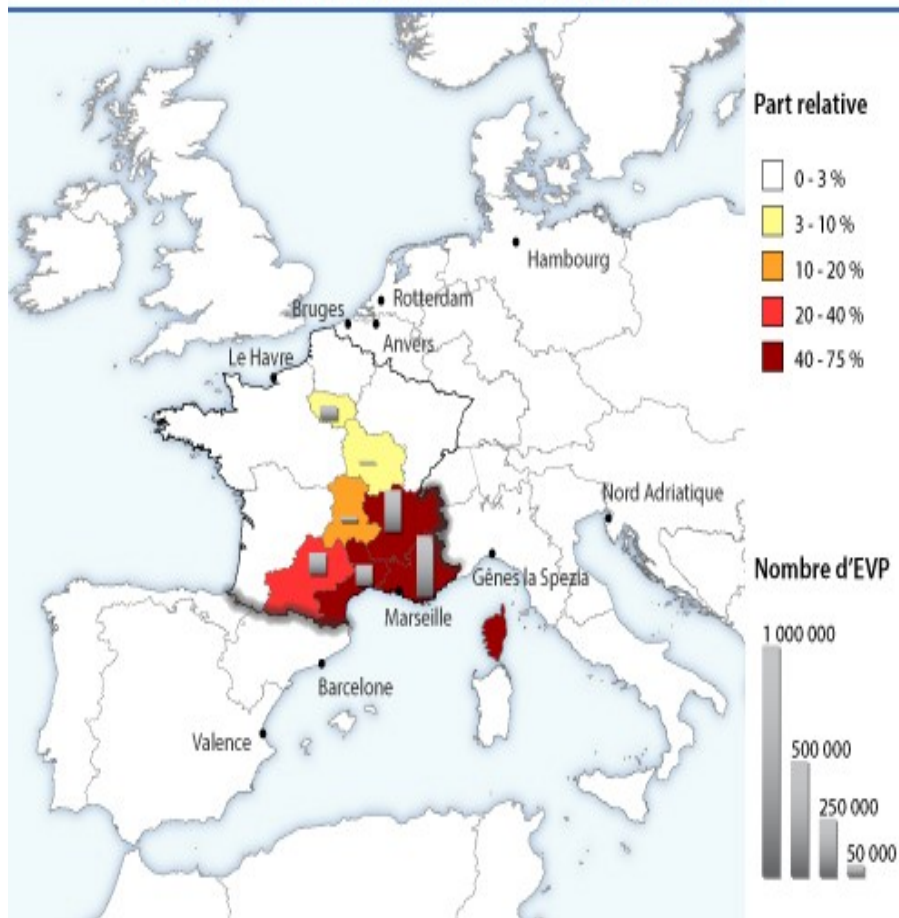 Part relative
0 - 3 %
3 - 10 %
10 - 20 %
20 - 40 %
40 - 75 %
Hambourg
Rotterdam
Bruges
Anvers
Le Havre
Nord Adriatique
Gênes la Spezia
Marseille
Barcelone
Valence
Nombre d’EVP
1 000 000
500 000
250 000
50 000